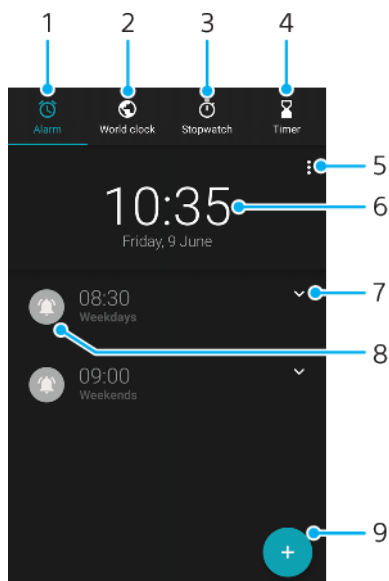 1 2 3 4
Alarm World clock Stopwatch Timer
5
10:35 6
Friday, 9 June
08:30 7
Weekdays
8
09:00
Weekends
9